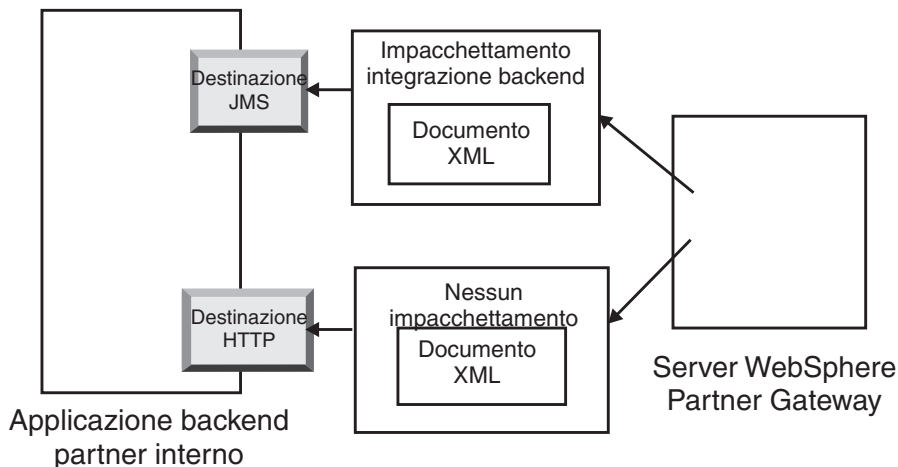 Destinazione
JMS
Impacchettamento
integrazione backend
Documento
XML
Destinazione
HTTP
Nessun
impacchettamento
Documento
XML
Server WebSphere
Partner Gateway
Applicazione backend
partner interno